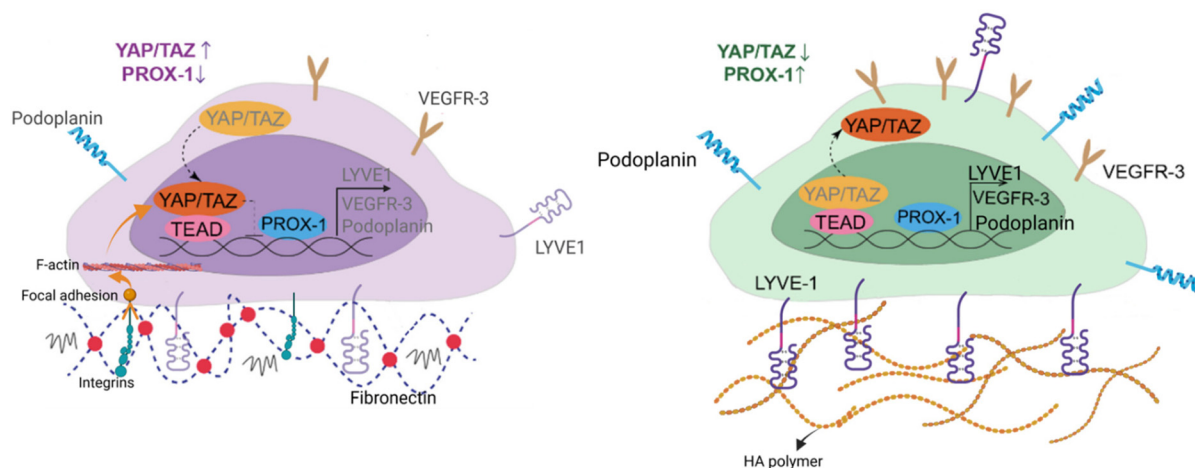 YAP/TAZ ↑
PROX-1↓
Podoplanin
YAP/TAZ
VEGFR-3
LYVE1
YAP/TAZ
VEGFR-3
TEAD
PROX-1
Podoplanin
LYVE1
F-actin
Focal adhesion
Integrins
Fibronectin
YAP/TAZ ↓
PROX-1↑
YAP/TAZ
Podoplanin
LYVE1
VEGFR-3
YAP/TAZ
VEGFR-3
TEAD
PROX-1
Podoplanin
LYVE-1
HA polymer